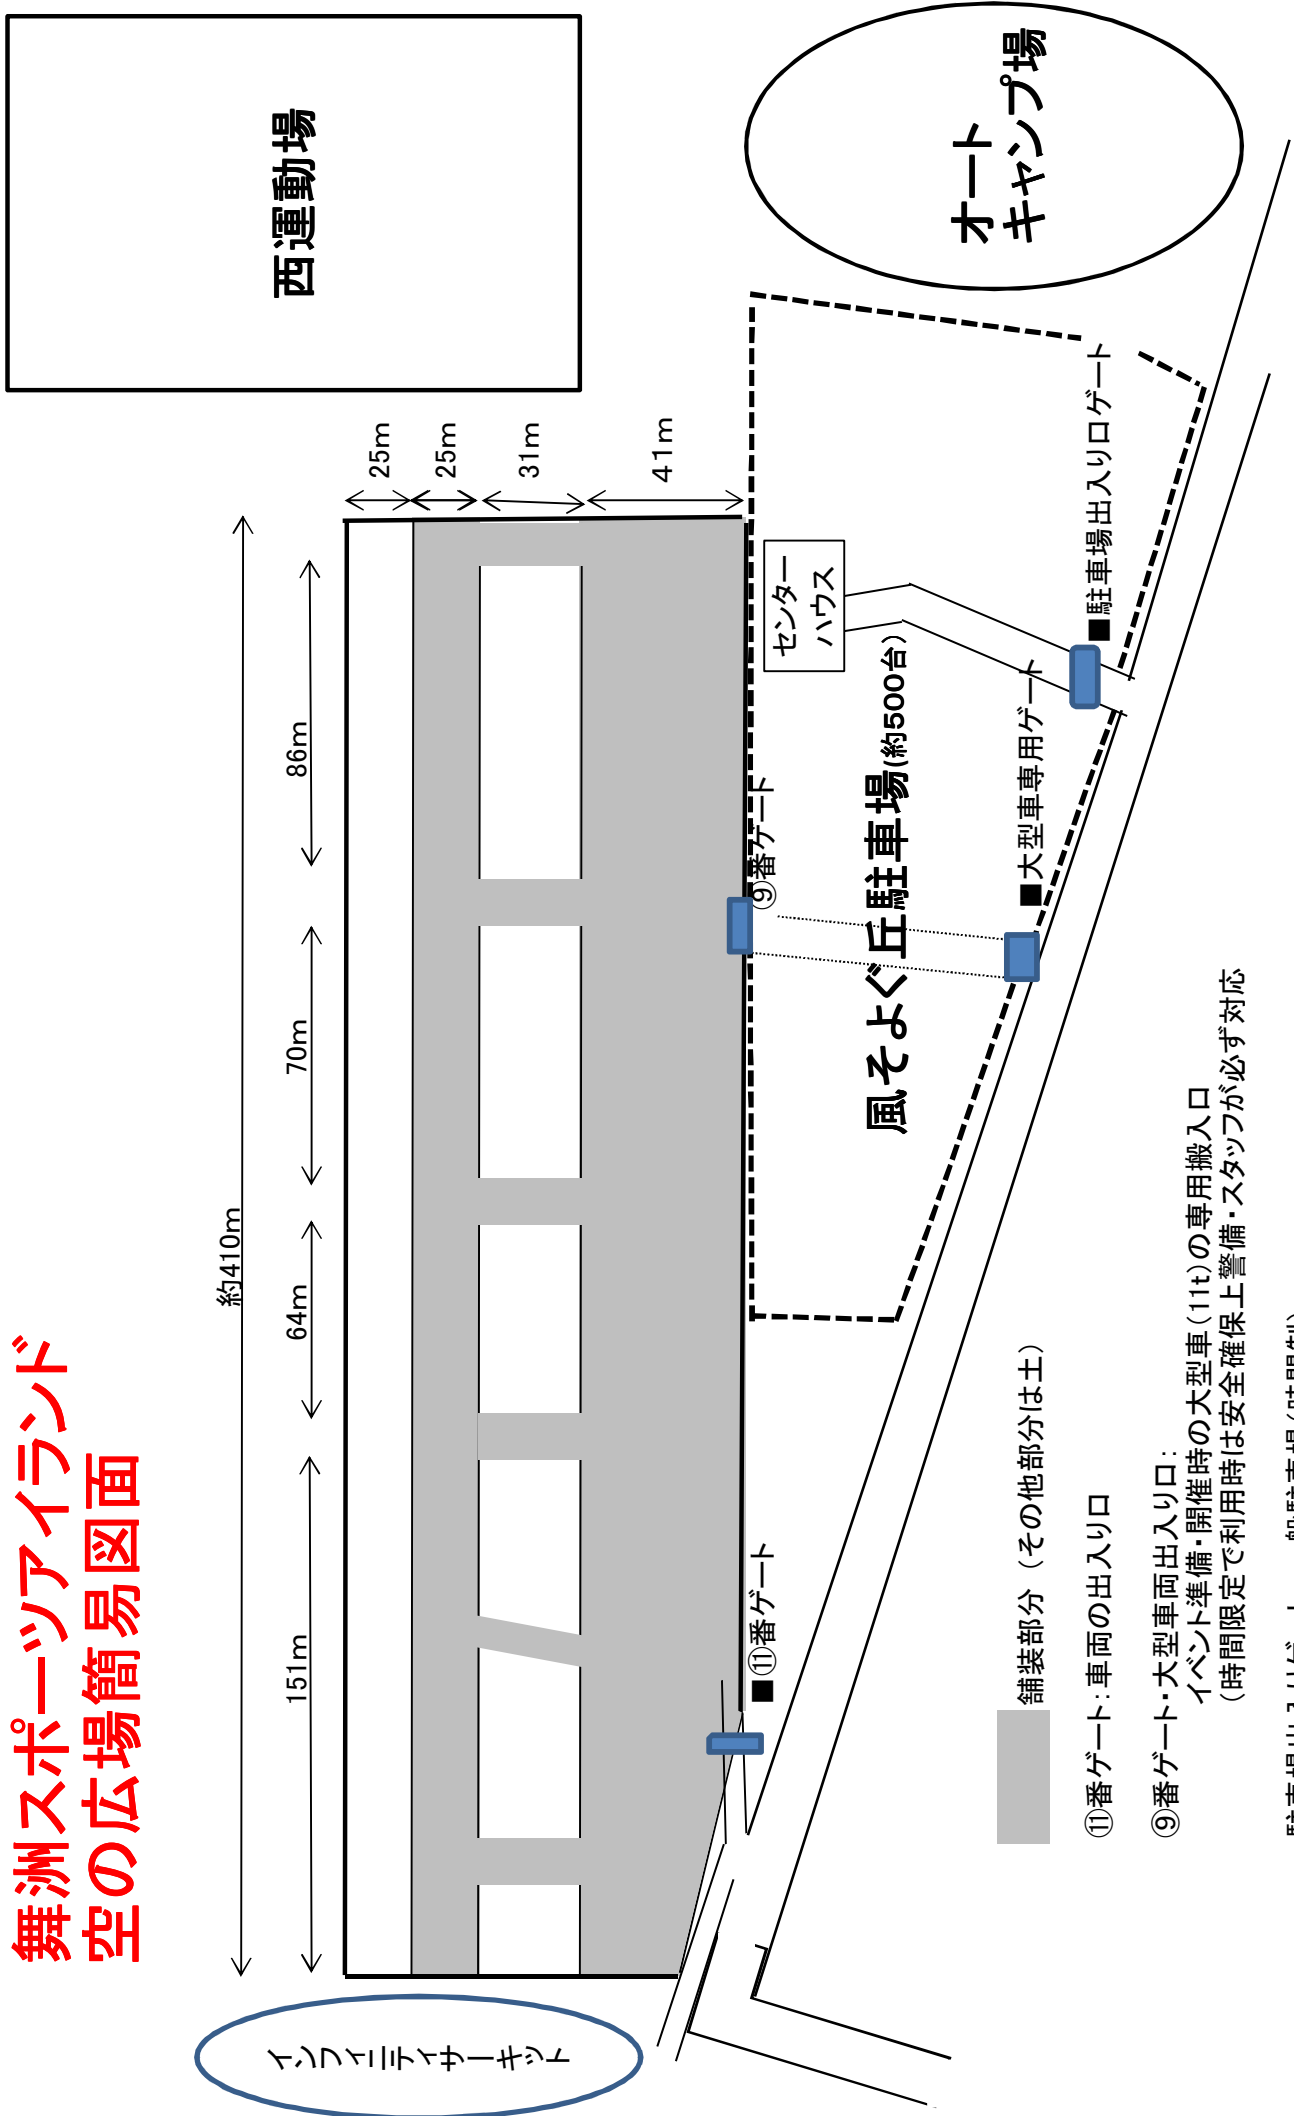 舞洲スポーツアイランド
空の広場簡易図面
約410m
151m
64m
70m
86m
25m
25m
31m
41m
西運動場
オート
キャンプ場
インフィニティサーキット
センター
ハウス
風そよぐ丘駐車場(約500台)
⑨番ゲート
■⑪番ゲート
■大型車専用ゲート
■駐車場出入り口ゲート
舗装部分(その他部分は土)
⑪番ゲート:車両の出入り口
⑨番ゲート・大型車両出入り口:
イベント準備・開催時の大型車(11t)の専用搬入口
(時間限定で利用時は安全確保上警備・スタッフが必ず対応